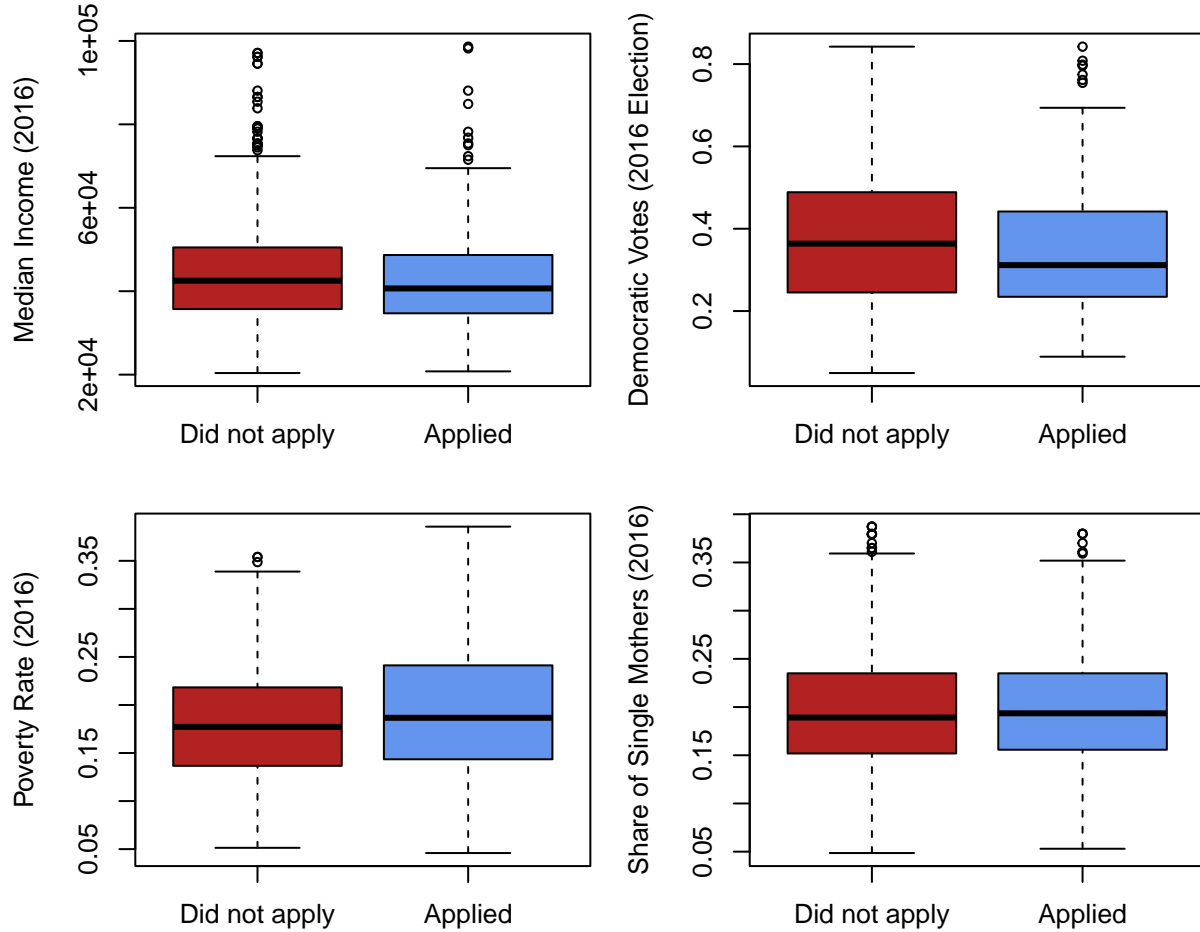 Median Income (2016)
1e+05
6e+04
2e+04
Did not apply
Applied
Democratic Votes (2016 Election)
0.8
0.6
0.4
0.2
Did not apply
Applied
Poverty Rate (2016)
0.35
0.25
0.15
0.05
Did not apply
Applied
Share of Single Mothers (2016)
0.35
0.25
0.15
0.05
Did not apply
Applied